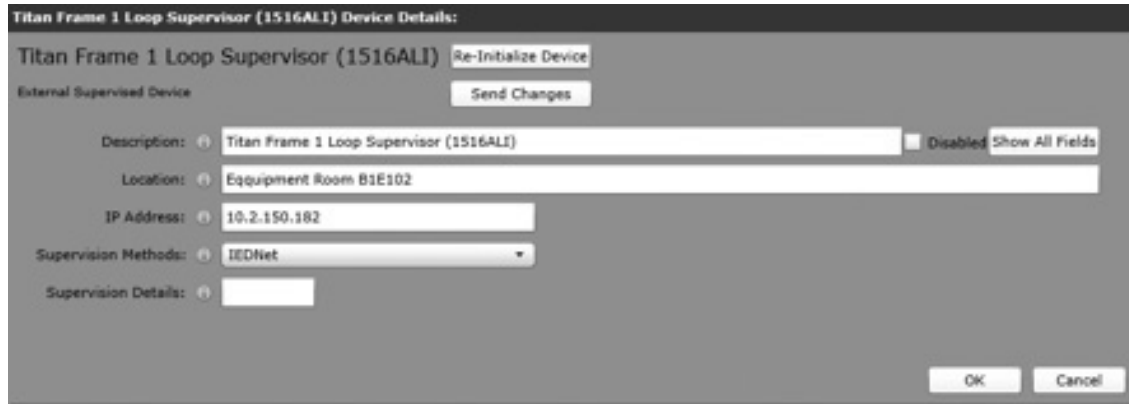 Titan Frame 1 Loop Supervisor (1516ALI) Device Details:
Titan Frame 1 Loop Supervisor (1516ALI) Re-Initialize Device
External Supervised Device Send Changes
Description: Titan Frame 1 Loop Supervisor (1516ALI) Disabled Show All Fields
Location: Eqquipment Room B1E102
IP Address: 10.2.150.182
Supervision Methods: IEDNet
Supervision Details:
OK Cancel